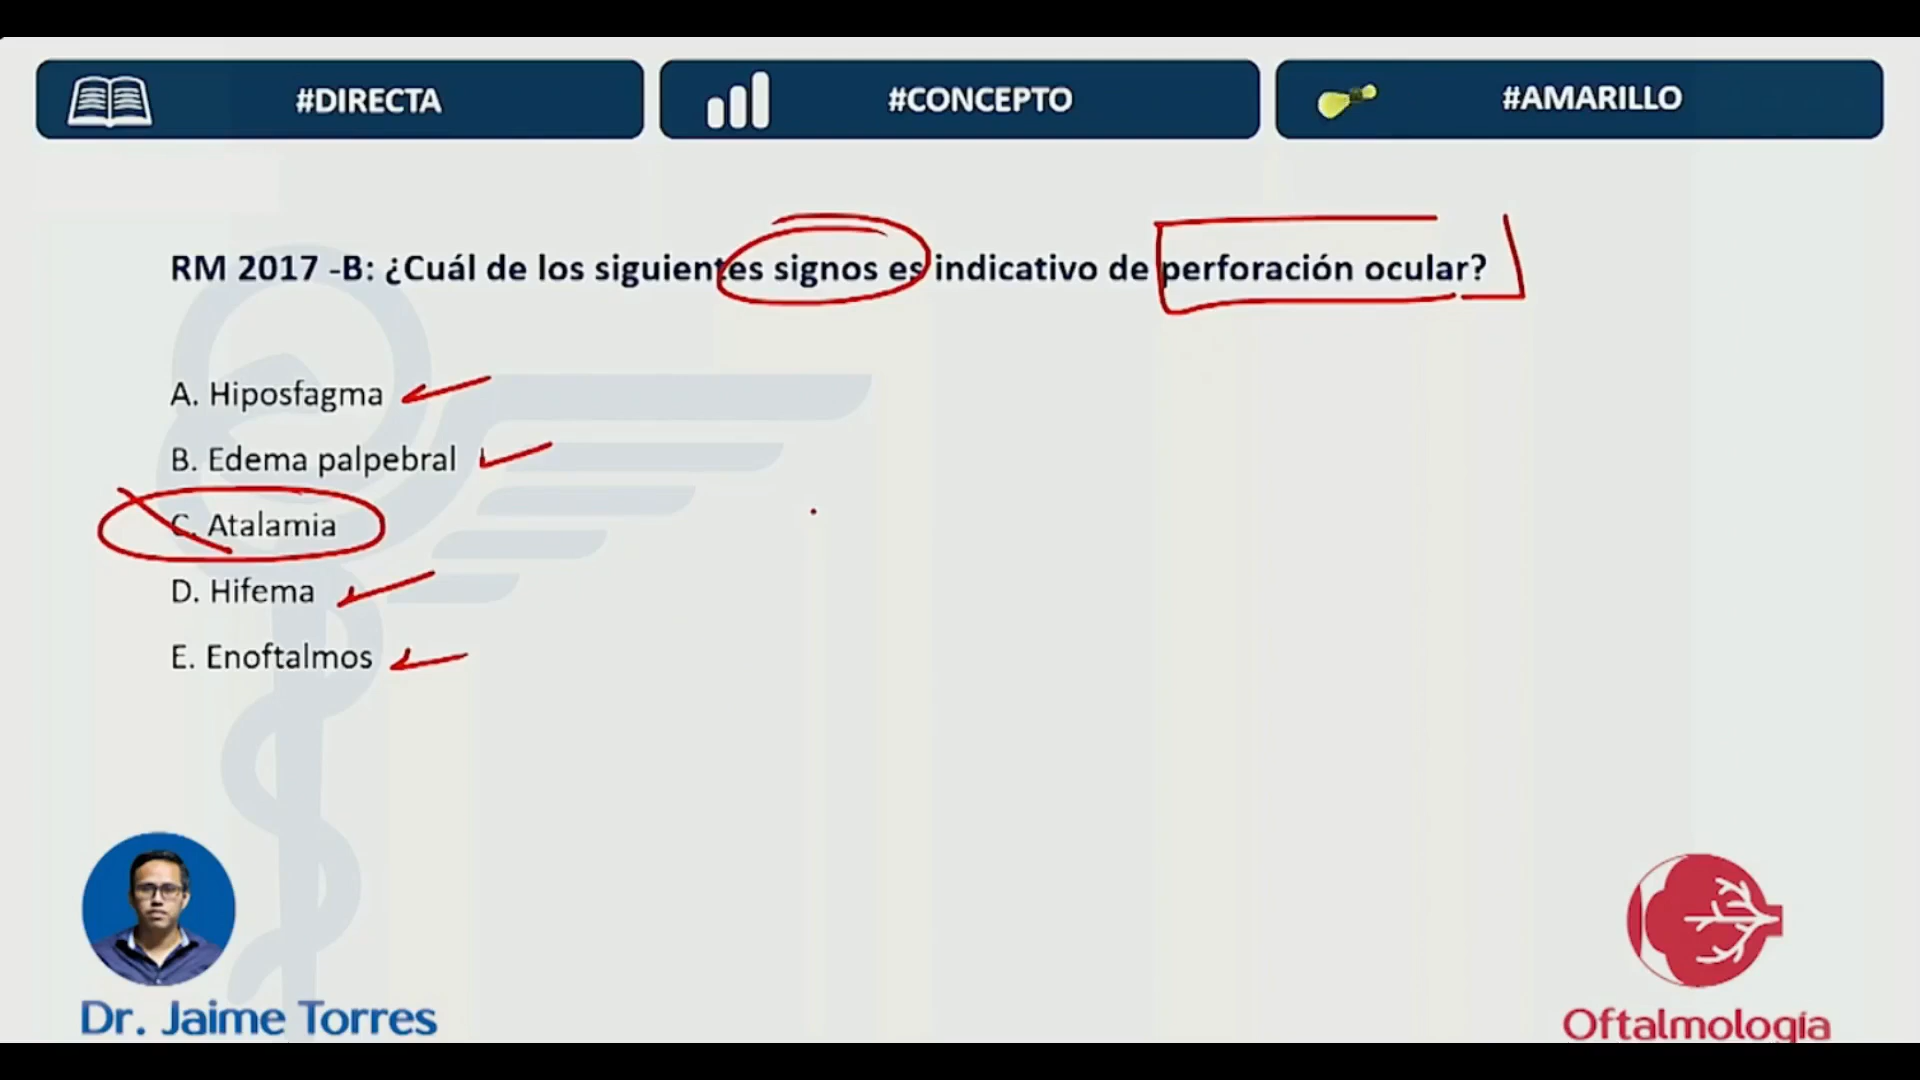 #DIRECTA
#CONCEPTO
#AMARILLO
RM 2017 -B: ¿Cuál de los siguientes signos es indicativo de perforación ocular?
A. Hiposfagma
B. Edema palpebral
C. Atalamia
D. Hifema
E. Enoftalmos
Dr. Jaime Torres
Oftalmología